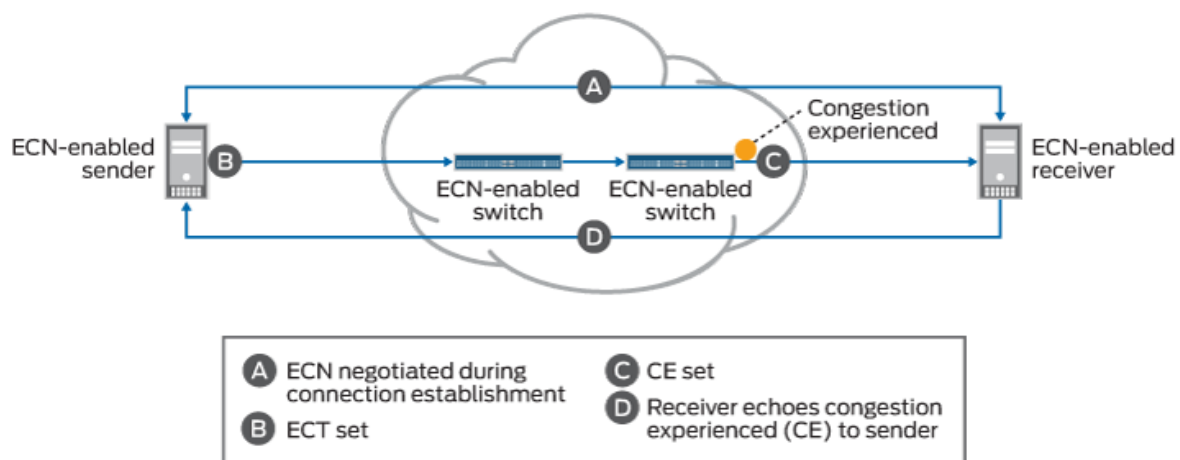 A
Congestion
experienced
ECN-enabled
sender
B
C
ECN-enabled
receiver
ECN-enabled
switch
ECN-enabled
switch
D
A ECN negotiated during
connection establishment
B ECT set
C CE set
D Receiver echoes congestion
experienced (CE) to sender